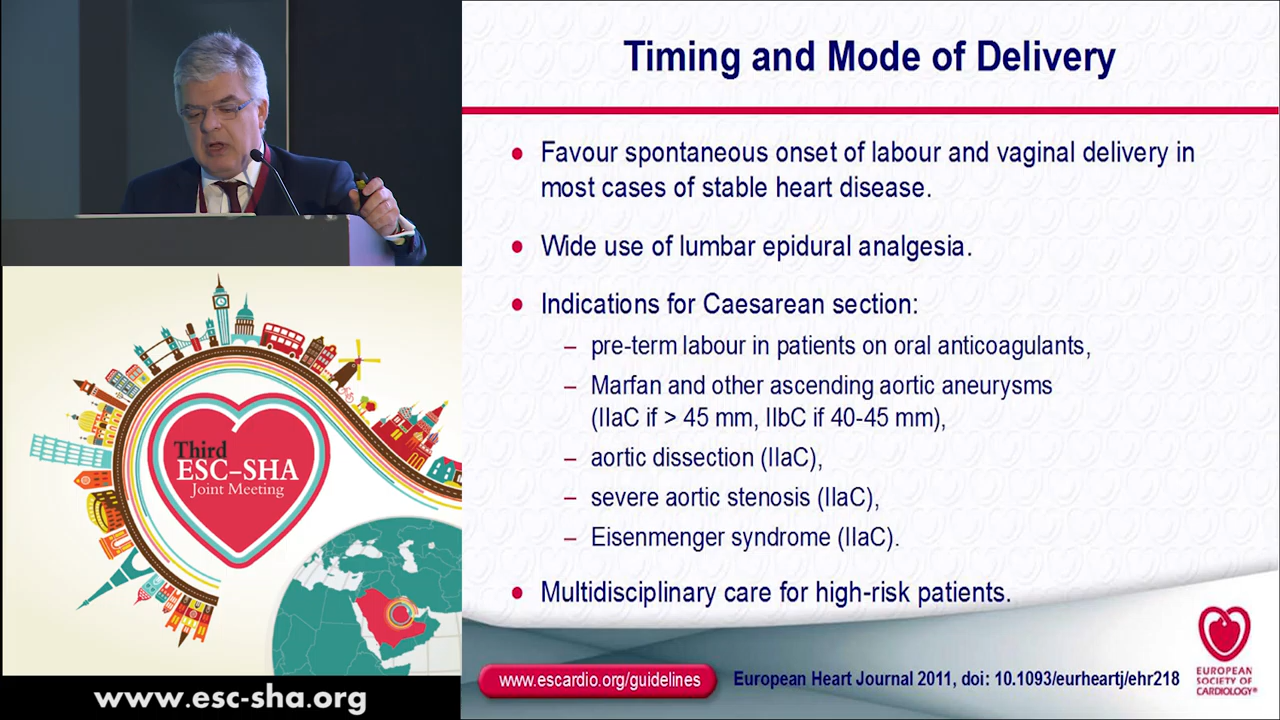 Timing and Mode of Delivery
• Favour spontaneous onset of labour and vaginal delivery in
most cases of stable heart disease.
• Wide use of lumbar epidural analgesia.
• Indications for Caesarean section:
– pre-term labour in patients on oral anticoagulants,
– Marfan and other ascending aortic aneurysms
(IIaC if > 45 mm, IIbC if 40-45 mm),
– aortic dissection (IIaC),
– severe aortic stenosis (IIaC),
– Eisenmenger syndrome (IIaC).
• Multidisciplinary care for high-risk patients.
www.escardio.org/guidelines
European Heart Journal 2011, doi: 10.1093/eurheartj/ehr218
EUROPEAN
SOCIETY OF
CARDIOLOGY®
Third
ESC-SHA
Joint Meeting
www.esc-sha.org